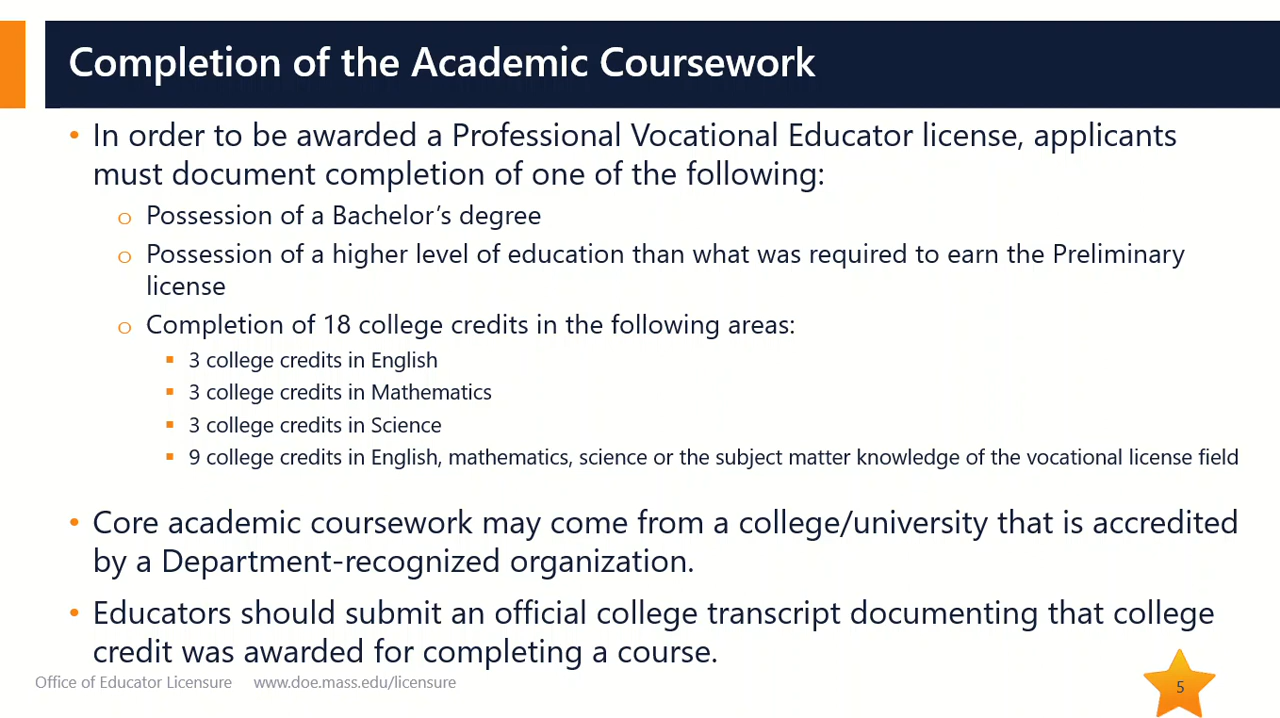 Completion of the Academic Coursework
• In order to be awarded a Professional Vocational Educator license, applicants
must document completion of one of the following:
o Possession of a Bachelor’s degree
o Possession of a higher level of education than what was required to earn the Preliminary
license
o Completion of 18 college credits in the following areas:
▪ 3 college credits in English
▪ 3 college credits in Mathematics
▪ 3 college credits in Science
▪ 9 college credits in English, mathematics, science or the subject matter knowledge of the vocational license field
• Core academic coursework may come from a college/university that is accredited
by a Department-recognized organization.
• Educators should submit an official college transcript documenting that college
credit was awarded for completing a course.
Office of Educator Licensure www.doe.mass.edu/licensure
5